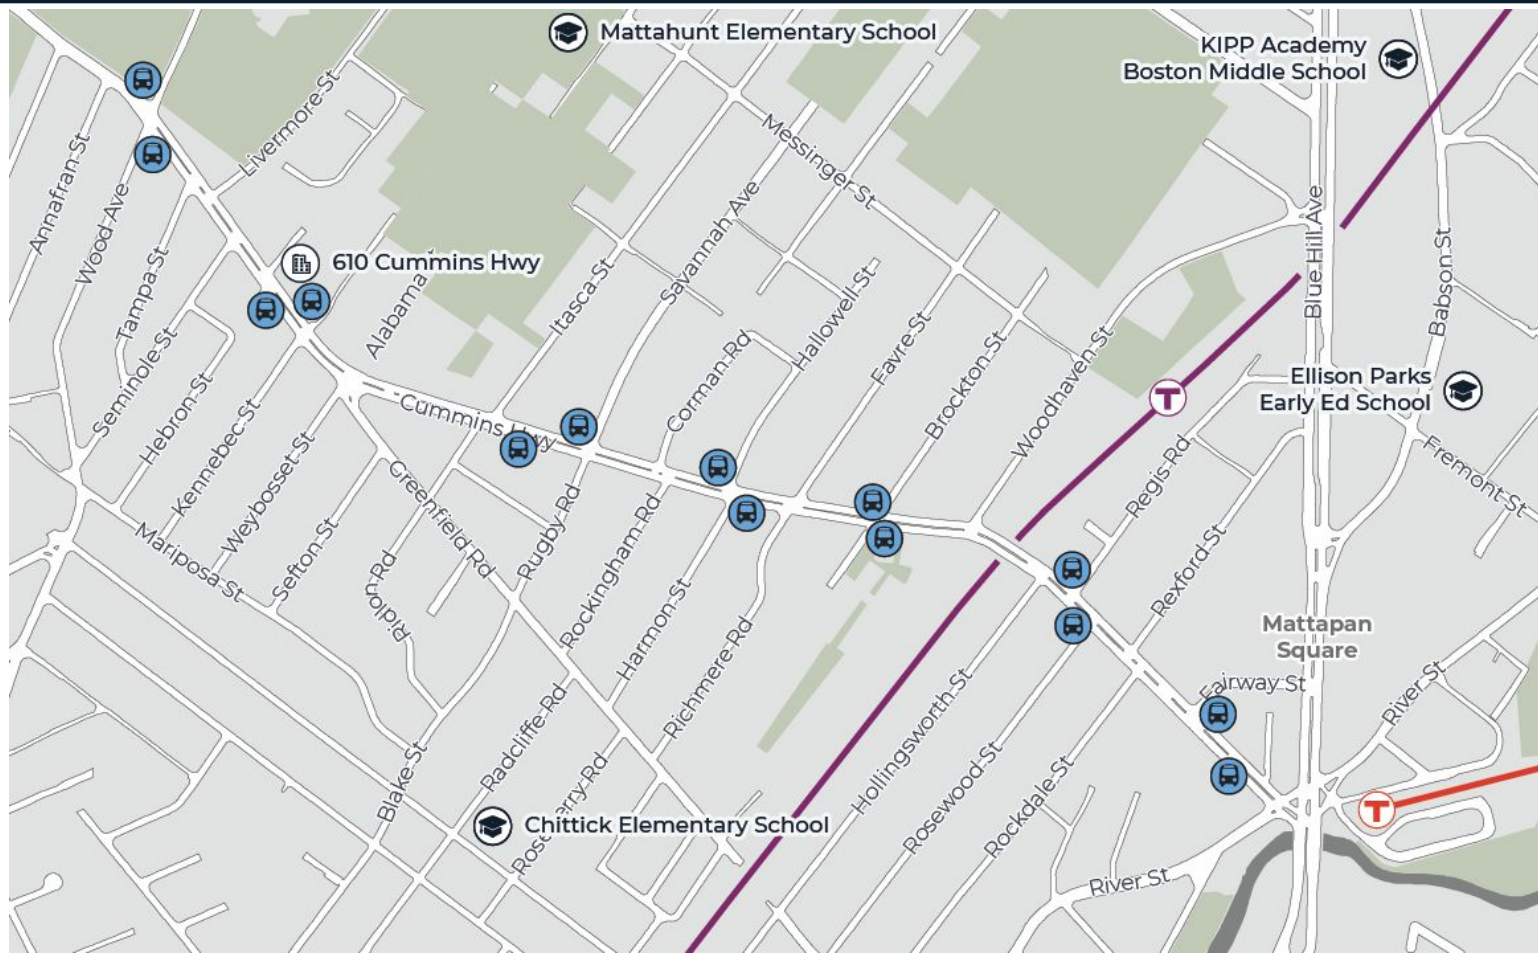 Mattahunt Elementary School
KIPP Academy
Boston Middle School
Livermore St
Annafran St
Wood Ave
Tampa St
Messinger St
Savannah Ave
Blue Hill Ave
Babson St
610 Cummins Hwy
Alabama
Itasca St
Hallowell St
Seminole St
Hebron St
Corman Rd
Favre St
Brockton St
Woodhaven St
T
Ellison Parks
Early Ed School
Kennebec St
Weybosset St
Cummins Hwy
Fremont St
Regis Rd
Greenfield Rd
Rugby Rd
Rockingham Rd
Mariposa St
Sefton St
Ridlon Rd
Rexford St
Harmon St
Richmere Rd
Mattapan
Square
Fairway St
River St
Radcliffe Rd
Hollingsworth St
Blake St
Rosewood St
Rockdale St
T
Chittick Elementary School
River St